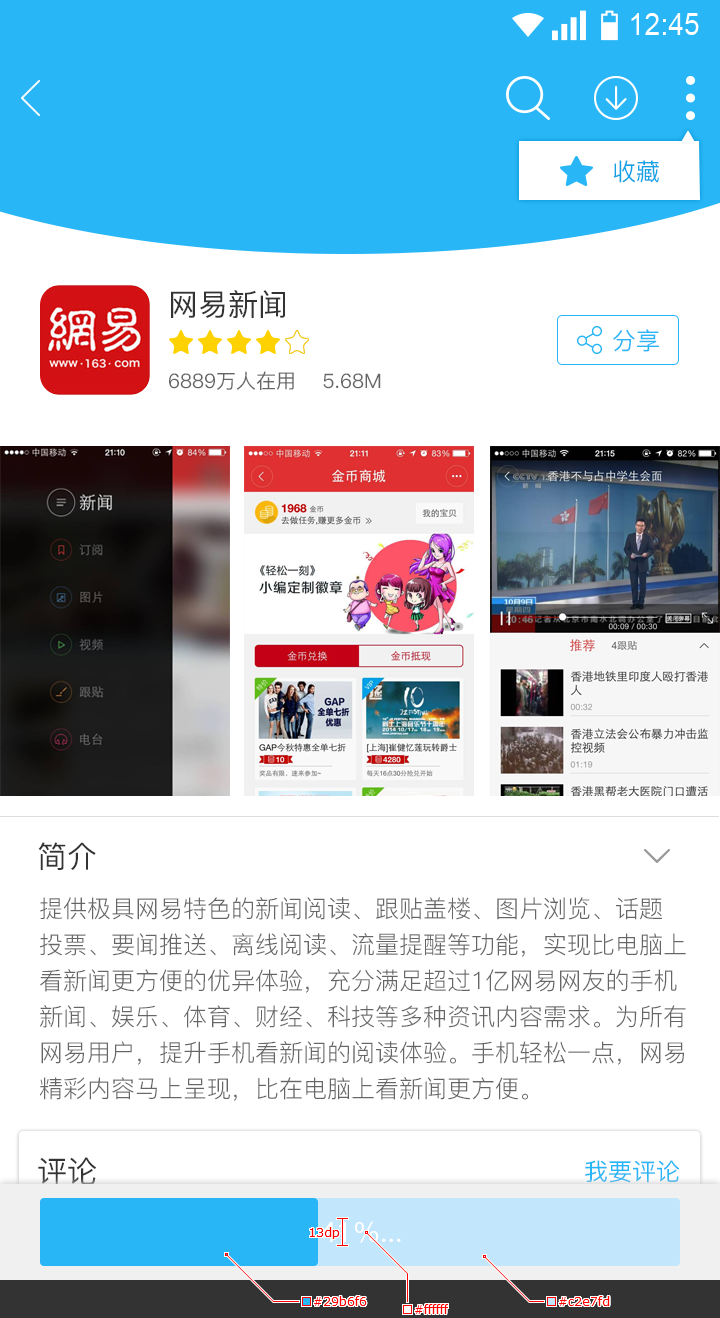 12:45
收藏
網易
www·163·com
网易新闻
6889万人在用 5.68M
分享
中国移动 21:10 84%
新闻
订阅
图片
视频
跟贴
电台
中国移动 21:11 83%
金币商城
1968 金币
去做任务,赚更多金币 »
我的宝贝
《轻松一刻》
小编定制徽章
金币兑换 金币抵现
特价
GAP
全单七折
优惠
GAP今秋特惠全单七折
10
奖品有限、速来参加~
VIP
10
[上海]崔健忆莲玩转爵士
4280
每天16点30分抢兑开始
中国移动 21:15 82%
香港不与占中学生会面
CCTV
新闻
10月9日
星期四
00:09 / 00:30
推荐 4跟贴
香港地铁里印度人殴打香港
人
00:32
香港立法会公布暴力冲击监
控视频
01:19
香港黑帮老大医院门口遭活
简介
提供极具网易特色的新闻阅读、跟贴盖楼、图片浏览、话题
投票、要闻推送、离线阅读、流量提醒等功能，实现比电脑上
看新闻更方便的优异体验，充分满足超过1亿网易网友的手机
新闻、娱乐、体育、财经、科技等多种资讯内容需求。为所有
网易用户，提升手机看新闻的阅读体验。手机轻松一点，网易
精彩内容马上呈现，比在电脑上看新闻更方便。
评论 我要评论
13dp
%...
#29b6f6
#ffffff
#c2e7fd